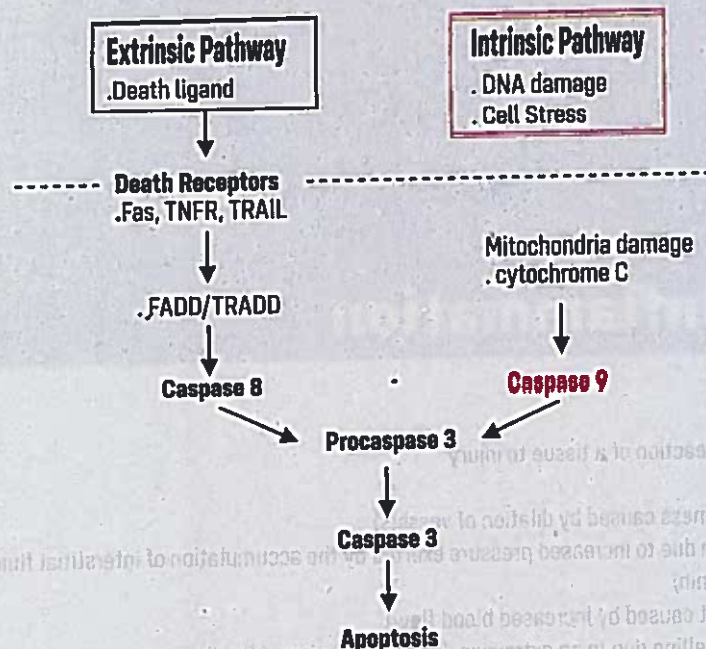 Extrinsic Pathway
.Death ligand
Intrinsic Pathway
. DNA damage
. Cell Stress
Death Receptors
.Fas, TNFR, TRAIL
Mitochondria damage
. cytochrome C
. FADD/TRADD
Caspase 8
Caspase 9
Procaspase 3
Caspase 3
Apoptosis